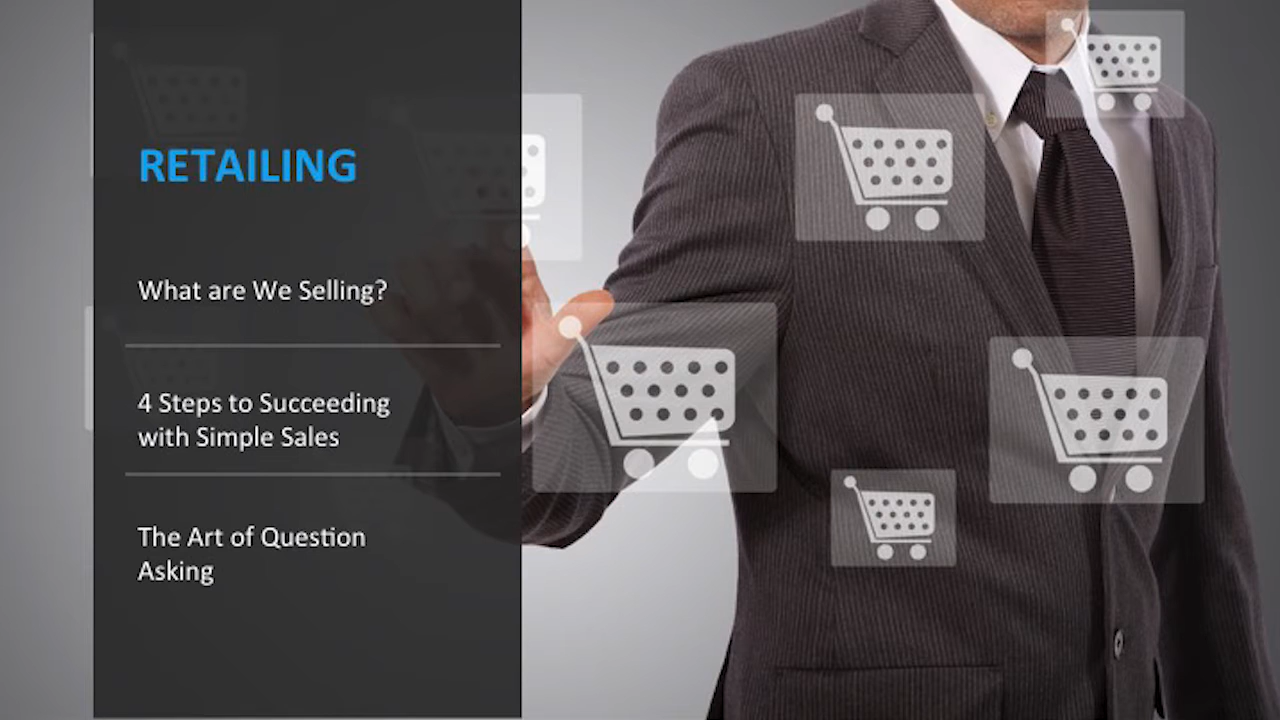 RETAILING
What are We Selling?
4 Steps to Succeeding
with Simple Sales
The Art of Question
Asking